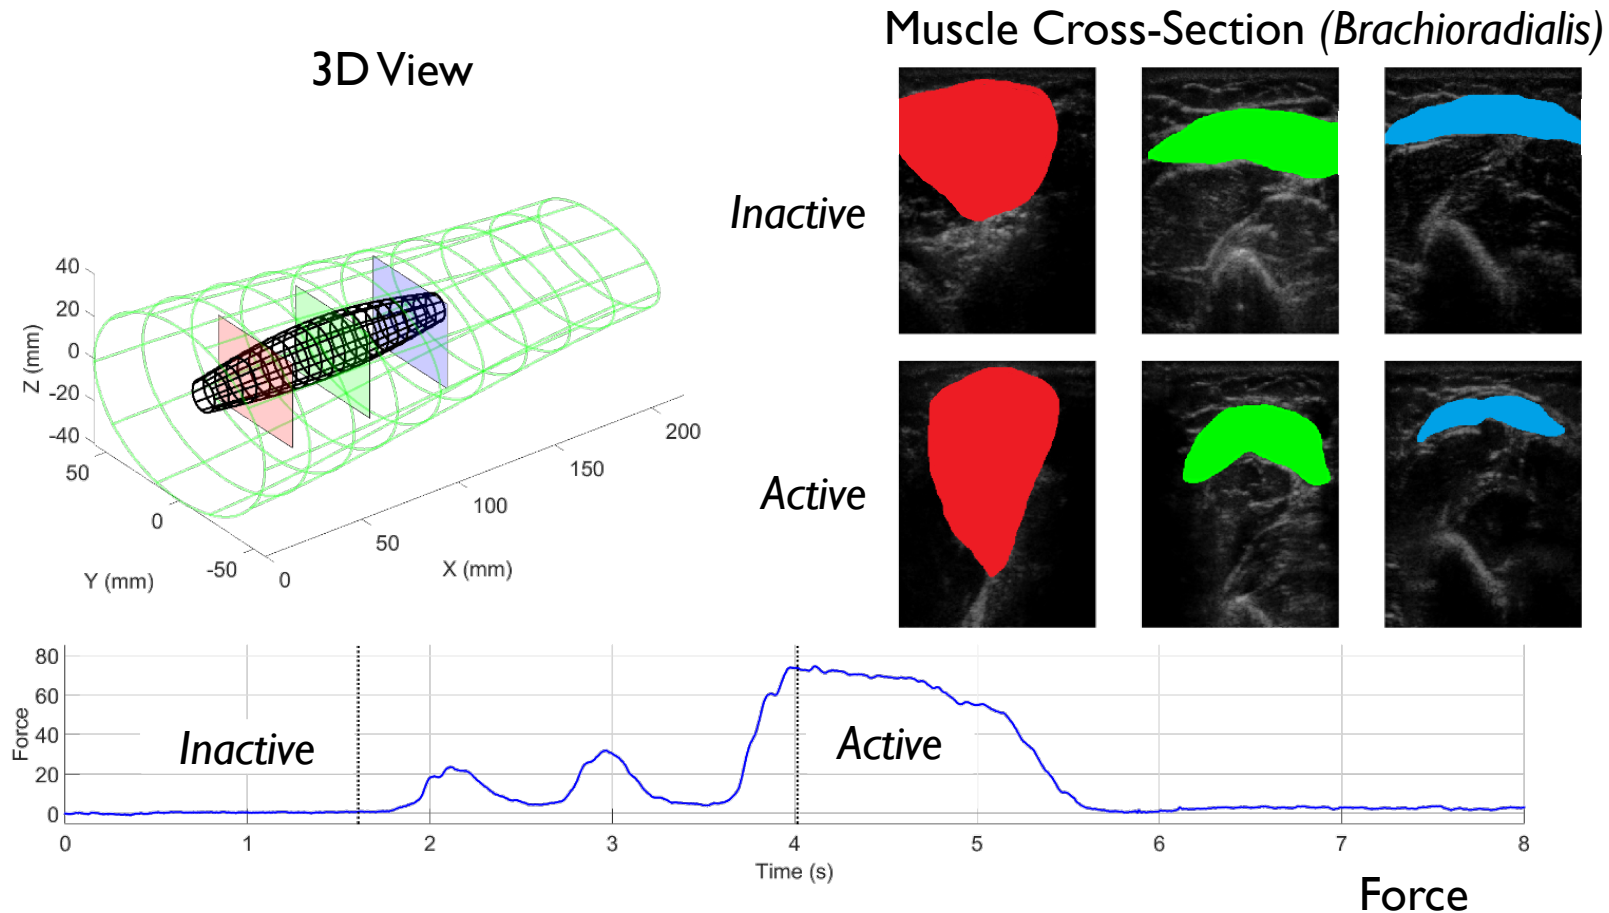 Muscle Cross-Section (Brachioradialis)
3D View
Inactive
Active
40
20
0
-20
-40
Z (mm)
50
0
-50
Y (mm)
0
50
100
150
200
X (mm)
80
60
40
20
0
Force
Inactive
Active
0 1 2 3 4 5 6 7 8
Time (s)
Force